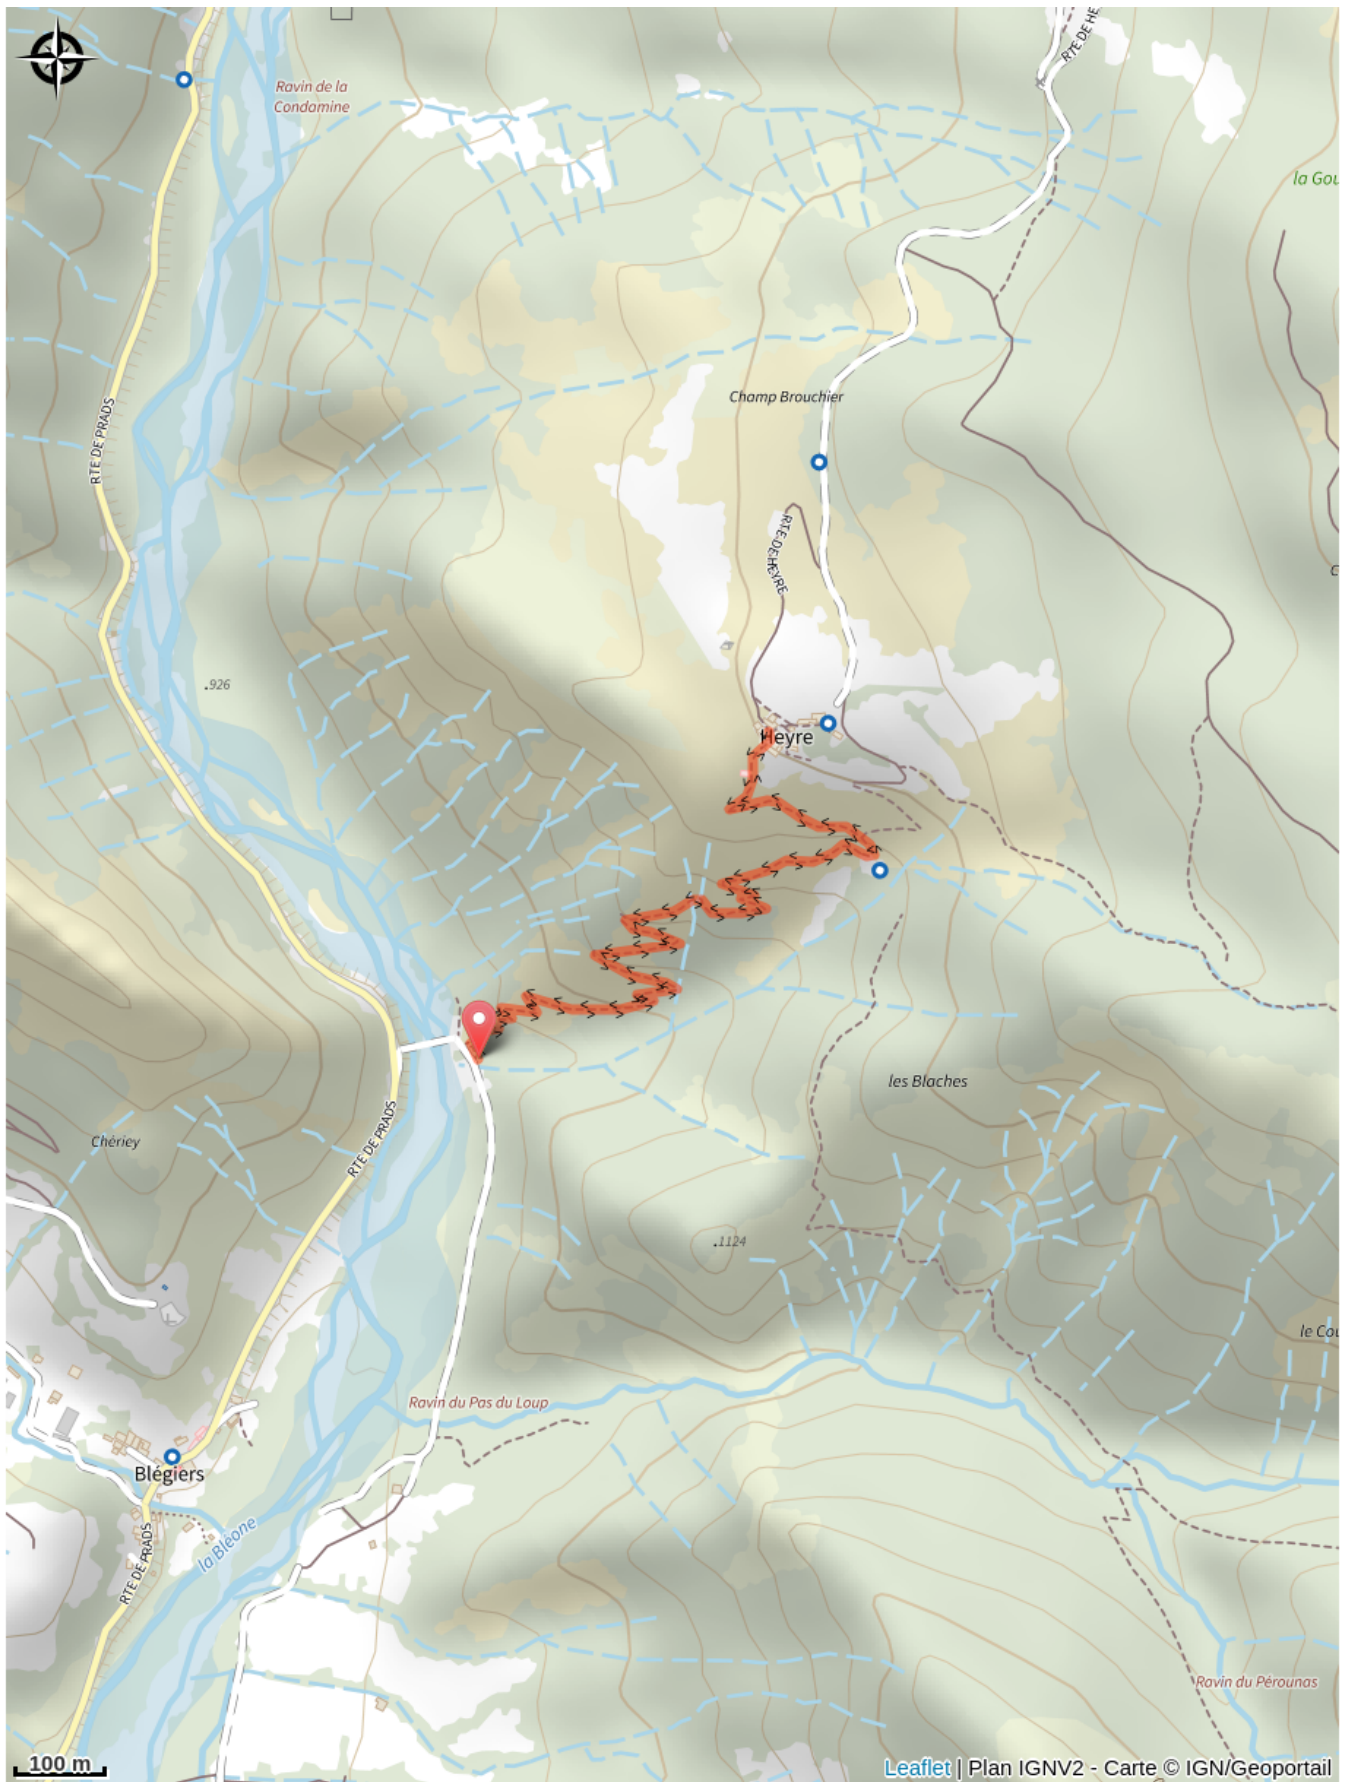 RTE DE HE
Ravin de la
Condamine
la Gou
Champ Brouchier
RTE DE PRADS
RTE DE HEYRE
.926
Heyre
les Blaches
Chériey
RTE DE PRADS
.1124
le Cou
Ravin du Pas du Loup
Blégiers
la Bléone
RTE DE PRADS
Ravin du Pérounas
100 m
Leaflet | Plan IGNV2 - Carte © IGN/Geoportail